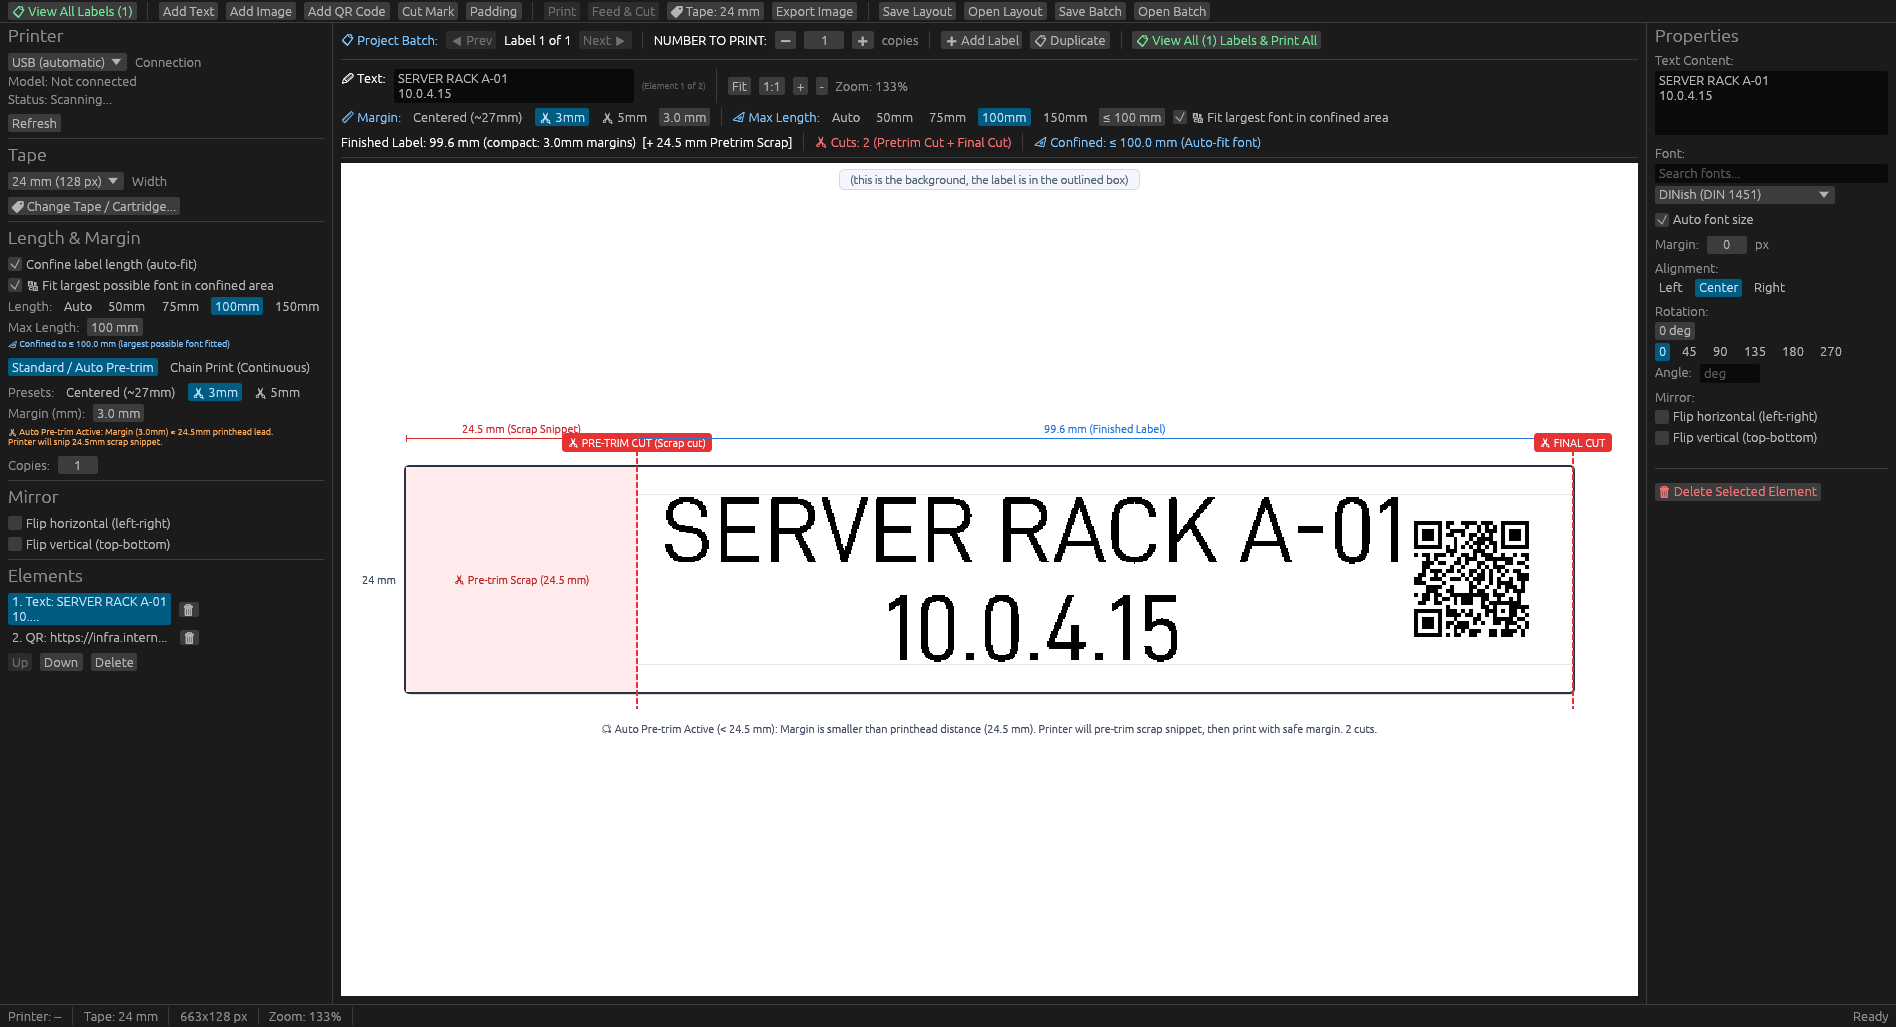 View All Labels (1)
Add Text
Add Image
Add QR Code
Cut Mark
Padding
Print
Feed & Cut
Tape: 24 mm
Export Image
Save Layout
Open Layout
Save Batch
Open Batch
Printer
USB (automatic)
Connection
Model: Not connected
Status: Scanning...
Refresh
Tape
24 mm (128 px)
Width
Change Tape / Cartridge...
Length & Margin
Confine label length (auto-fit)
Fit largest possible font in confined area
Length: Auto 50mm 75mm 100mm 150mm
Max Length: 100 mm
Confined to ≤ 100.0 mm (largest possible font fitted)
Standard / Auto Pre-trim
Chain Print (Continuous)
Presets: Centered (~27mm) 3mm 5mm
Margin (mm): 3.0 mm
Auto Pre-trim Active: Margin (3.0mm) < 24.5mm printhead lead.
Printer will snip 24.5mm scrap snippet.
Copies: 1
Mirror
Flip horizontal (left-right)
Flip vertical (top-bottom)
Elements
1. Text: SERVER RACK A-01
10....
2. QR: https://infra.intern...
Up
Down
Delete
Project Batch:
Prev
Label 1 of 1
Next
NUMBER TO PRINT:
−
1
+
copies
+ Add Label
Duplicate
View All (1) Labels & Print All
Text:
SERVER RACK A-01
10.0.4.15
(Element 1 of 2)
Fit
1:1
+
-
Zoom: 133%
Margin: Centered (~27mm) 3mm 5mm 3.0 mm
Max Length: Auto 50mm 75mm 100mm 150mm ≤ 100 mm
Fit largest font in confined area
Finished Label: 99.6 mm (compact: 3.0mm margins) [+ 24.5 mm Pretrim Scrap]
Cuts: 2 (Pretrim Cut + Final Cut)
Confined: ≤ 100.0 mm (Auto-fit font)
(this is the background, the label is in the outlined box)
24.5 mm (Scrap Snippet)
PRE-TRIM CUT (Scrap cut)
99.6 mm (Finished Label)
FINAL CUT
24 mm
Pre-trim Scrap (24.5 mm)
SERVER RACK A-01
10.0.4.15
Auto Pre-trim Active (< 24.5 mm): Margin is smaller than printhead distance (24.5 mm). Printer will pre-trim scrap snippet, then print with safe margin. 2 cuts.
Properties
Text Content:
SERVER RACK A-01
10.0.4.15
Font:
Search fonts...
DINish (DIN 1451)
Auto font size
Margin: 0 px
Alignment:
Left Center Right
Rotation:
0 deg
0 45 90 135 180 270
Angle: deg
Mirror:
Flip horizontal (left-right)
Flip vertical (top-bottom)
Delete Selected Element
Printer: --
Tape: 24 mm
663x128 px
Zoom: 133%
Ready